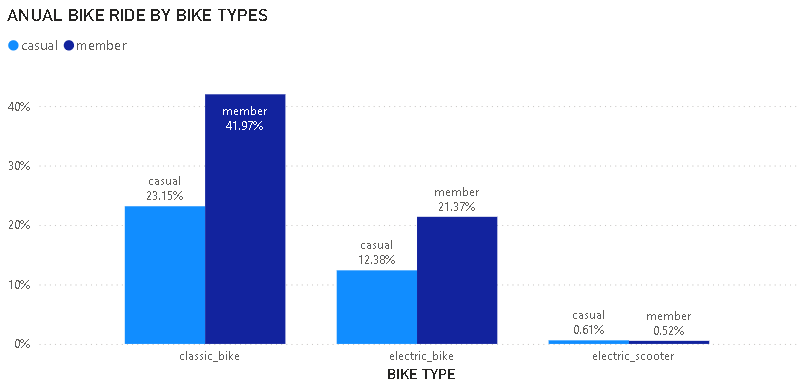 ANUAL BIKE RIDE BY BIKE TYPES
casual member
40%
30%
20%
10%
0%
casual
23.15%
member
41.97%
casual
12.38%
member
21.37%
casual
0.61%
member
0.52%
classic_bike
electric_bike
electric_scooter
BIKE TYPE